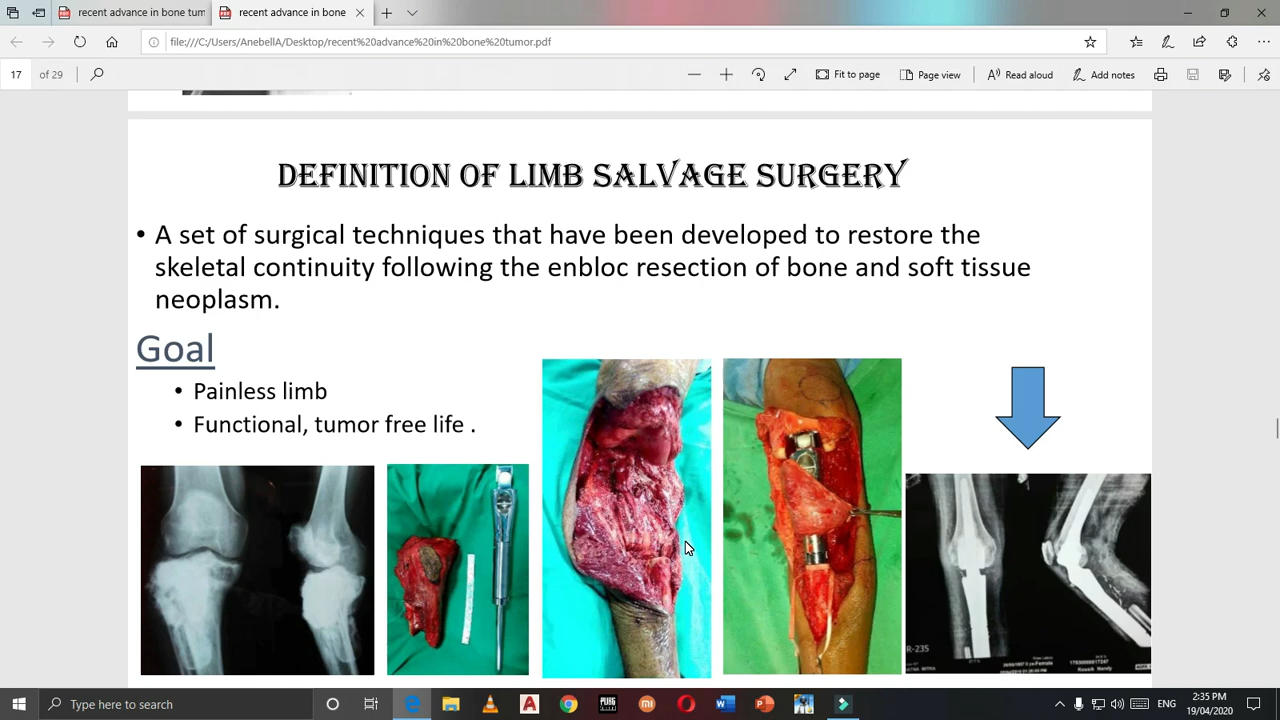 recent advance in bone tum
recent advance in bone
file:///C:/Users/AnebellA/Desktop/recent%20advance%20in%20bone%20tumor.pdf
17 of 29
Fit to page
Page view
Read aloud
Add notes
DEFINITION OF LIMB SALVAGE SURGERY
• A set of surgical techniques that have been developed to restore the
skeletal continuity following the enbloc resection of bone and soft tissue
neoplasm.
Goal
• Painless limb
• Functional, tumor free life .
R-235
Type here to search
PUBG
ENG
2:35 PM
19/04/2020